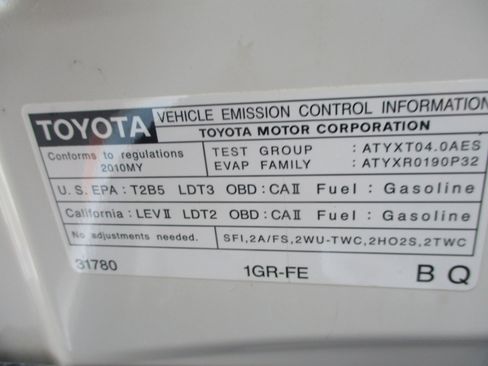 TOYOTA VEHICLE EMISSION CONTROL INFORMATION
TOYOTA MOTOR CORPORATION
Conforms to regulations
2010MY
TEST GROUP : ATYXT04.0AES
EVAP FAMILY : ATYXR0190P32
U.S. EPA : T2B5 LDT3 OBD : CAⅡ Fuel : Gasoline
California : LEVⅡ LDT2 OBD : CAⅡ Fuel : Gasoline
No adjustments needed. SFI,2A/FS,2WU-TWC,2HO2S,2TWC
31780 1GR-FE B Q